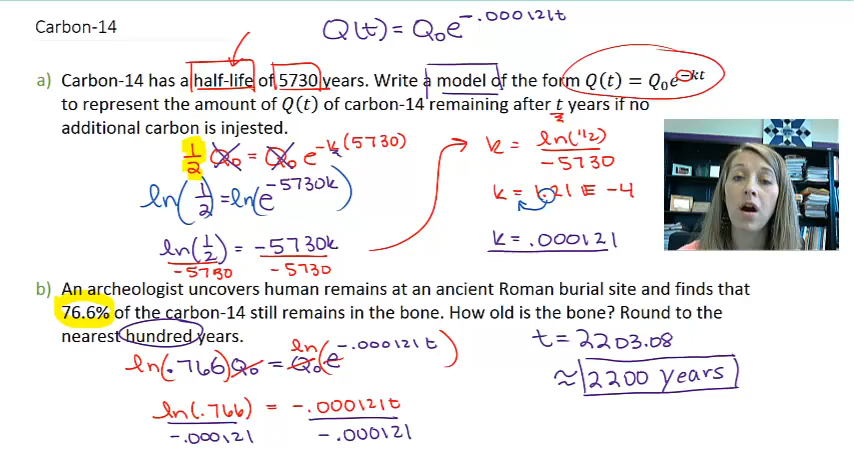 Carbon-14
Q(t) = Q₀e^-.000121t
a) Carbon-14 has a half-life of 5730 years. Write a model of the form Q(t) = Q₀e^−kt
to represent the amount of Q(t) of carbon-14 remaining after t years if no
additional carbon is injested.
1/2 Q₀ = Q₀ e^-k(5730)
ln(1/2) = ln(e^-5730k)
ln(1/2) / -5730 = -5730k / -5730
k = ln(1/2) / -5730
k = 1.21 E -4
k = .000121
b) An archeologist uncovers human remains at an ancient Roman burial site and finds that
76.6% of the carbon-14 still remains in the bone. How old is the bone? Round to the
nearest hundred years.
ln(.766) Q₀ = ln(Q₀ e^-.000121t)
ln(.766) / -.000121 = -.000121t / -.000121
t = 2203.08
≈ 2200 years